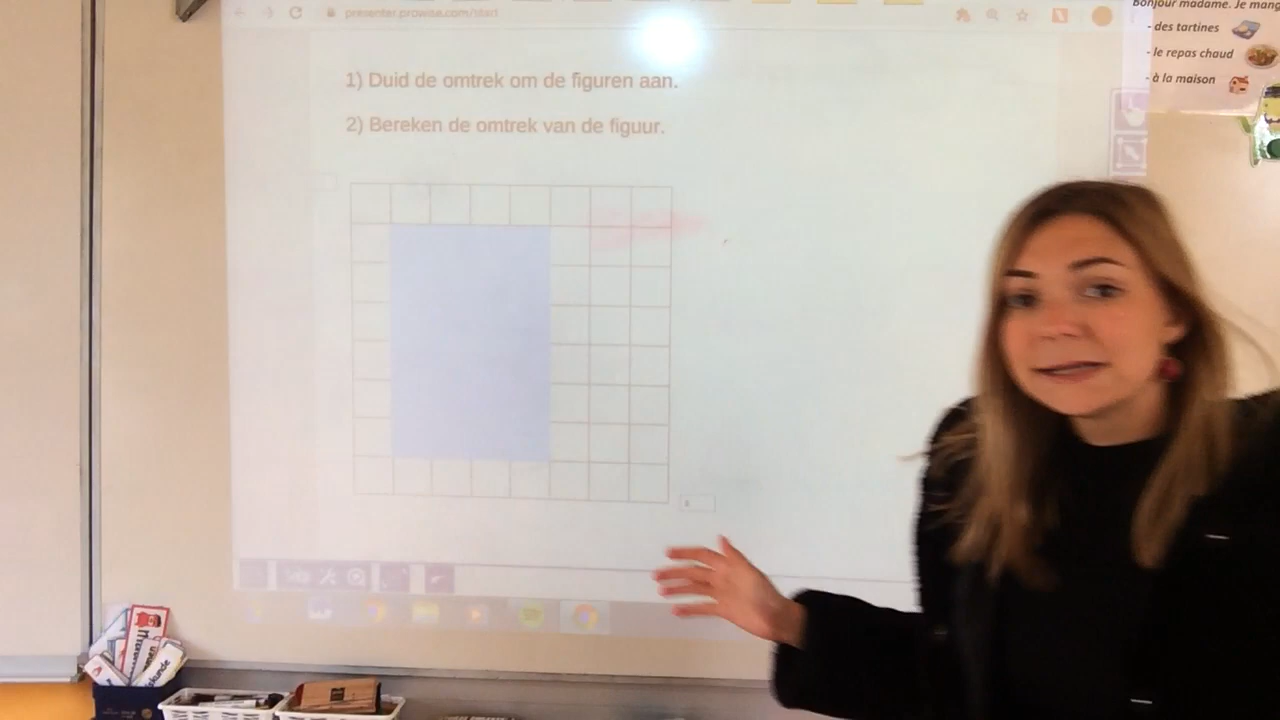 presenter.prowise.com/start
Bonjour madame. Je mang
- des tartines
- le repas chaud
- à la maison
1) Duid de omtrek om de figuren aan.
2) Bereken de omtrek van de figuur.